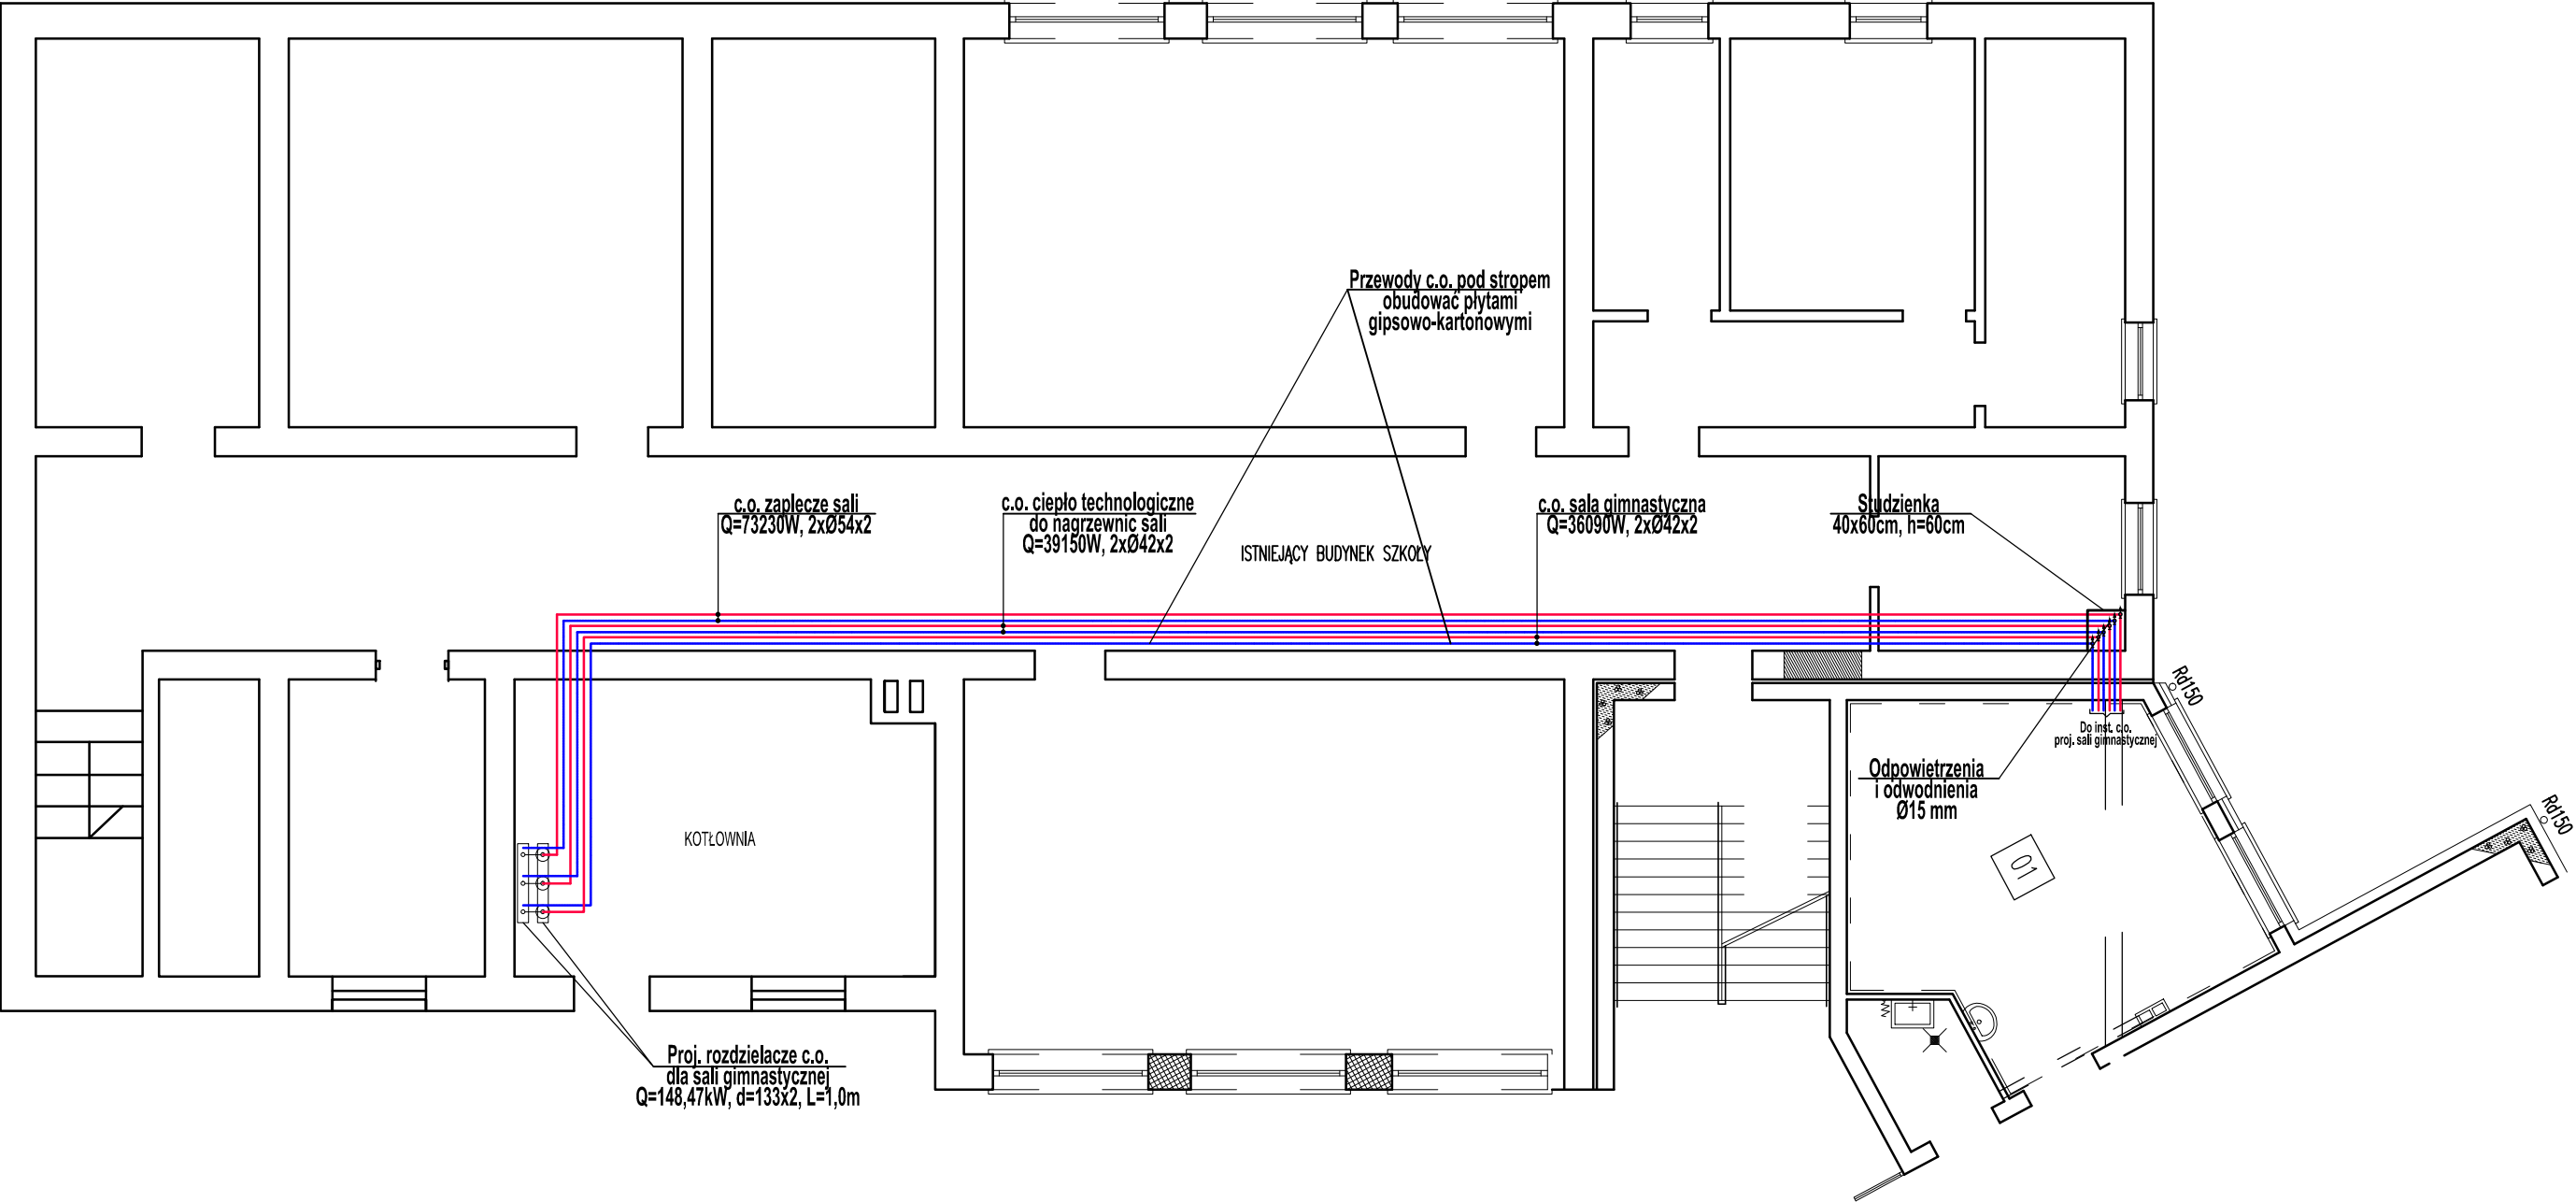 Przewody c.o. pod stropem
obudować płytami
gipsowo-kartonowymi
c.o. zaplecze sali
Q=73230W, 2xØ54x2
c.o. ciepło technologiczne
do nagrzewnic sali
Q=39150W, 2xØ42x2
c.o. sala gimnastyczna
Q=36090W, 2xØ42x2
Studzienka
40x60cm, h=60cm
ISTNIEJĄCY BUDYNEK SZKOŁY
Rd150
Do inst. c.o.
proj. sali gimnastycznej
Odpowietrzenia
i odwodnienia
Ø15 mm
Rd150
KOTŁOWNIA
01
Proj. rozdzielacze c.o.
dla sali gimnastycznej
Q=148,47kW, d=133x2, L=1,0m